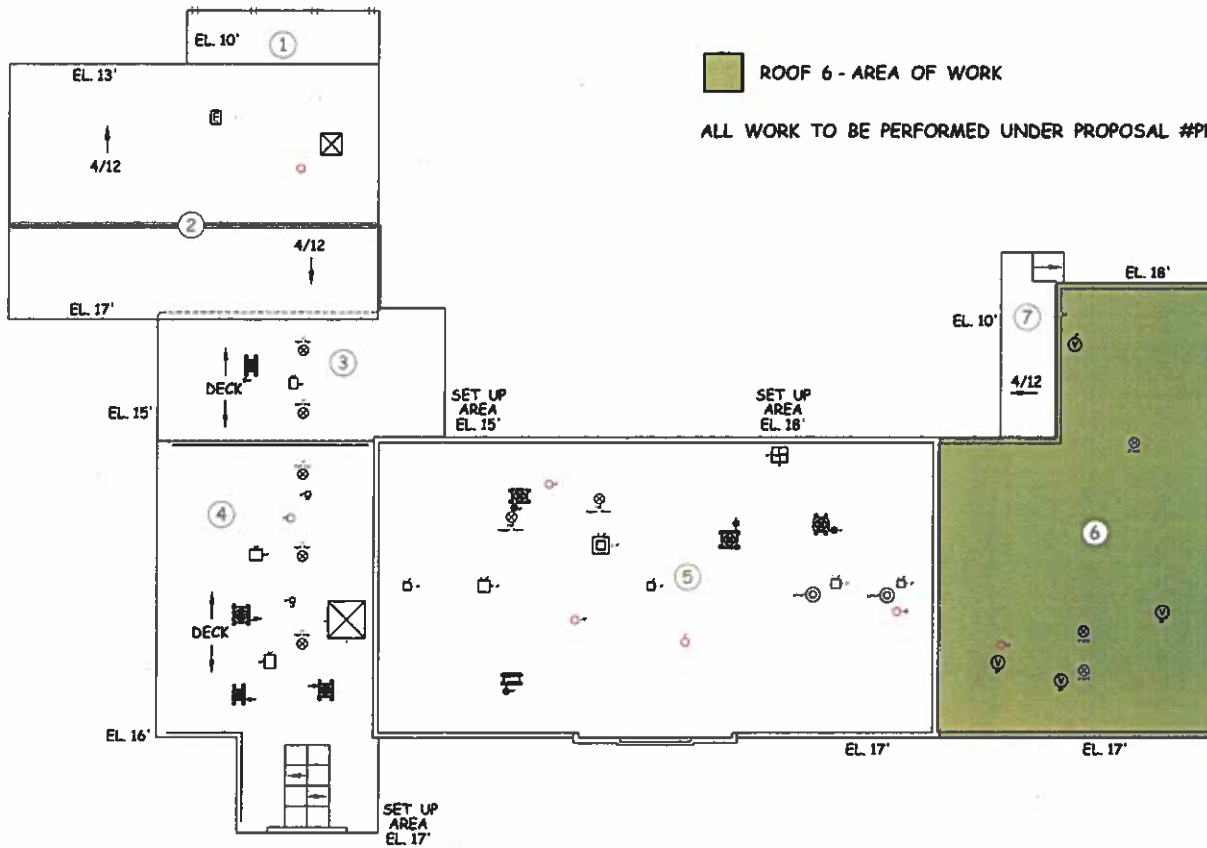 EL. 10'
1
EL. 13'
4/12
2
4/12
EL. 17'
ROOF 6 - AREA OF WORK
ALL WORK TO BE PERFORMED UNDER PROPOSAL
EL. 18'
EL. 10'
7
4/12
3
DECK
EL. 15'
SET UP
AREA
EL. 15'
SET UP
AREA
EL. 18'
4
DECK
5
6
V
V
V
V
EL. 16'
EL. 17'
EL. 17'
SET UP
AREA
EL. 17'